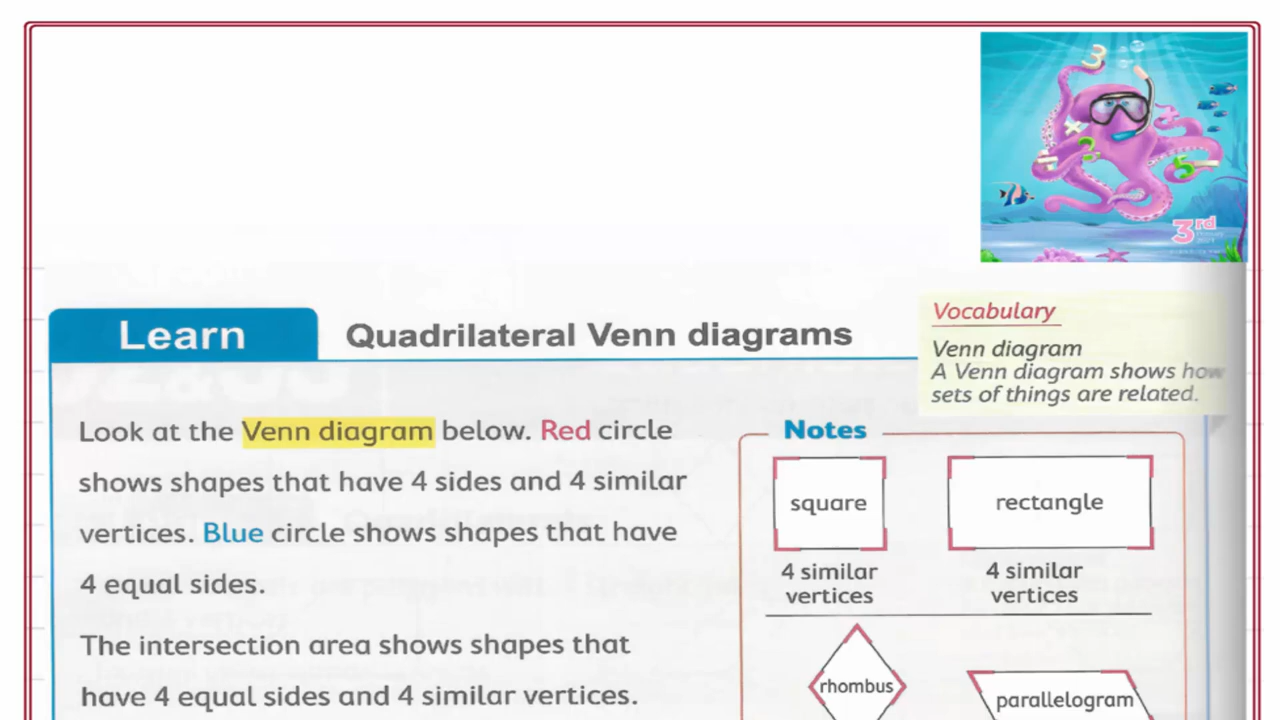 3rd
Learn
Quadrilateral Venn diagrams
Vocabulary
Venn diagram
A Venn diagram shows how
sets of things are related.
Look at the Venn diagram below. Red circle
shows shapes that have 4 sides and 4 similar
vertices. Blue circle shows shapes that have
4 equal sides.
The intersection area shows shapes that
have 4 equal sides and 4 similar vertices.
Notes
square
rectangle
4 similar
vertices
4 similar
vertices
rhombus
parallelogram